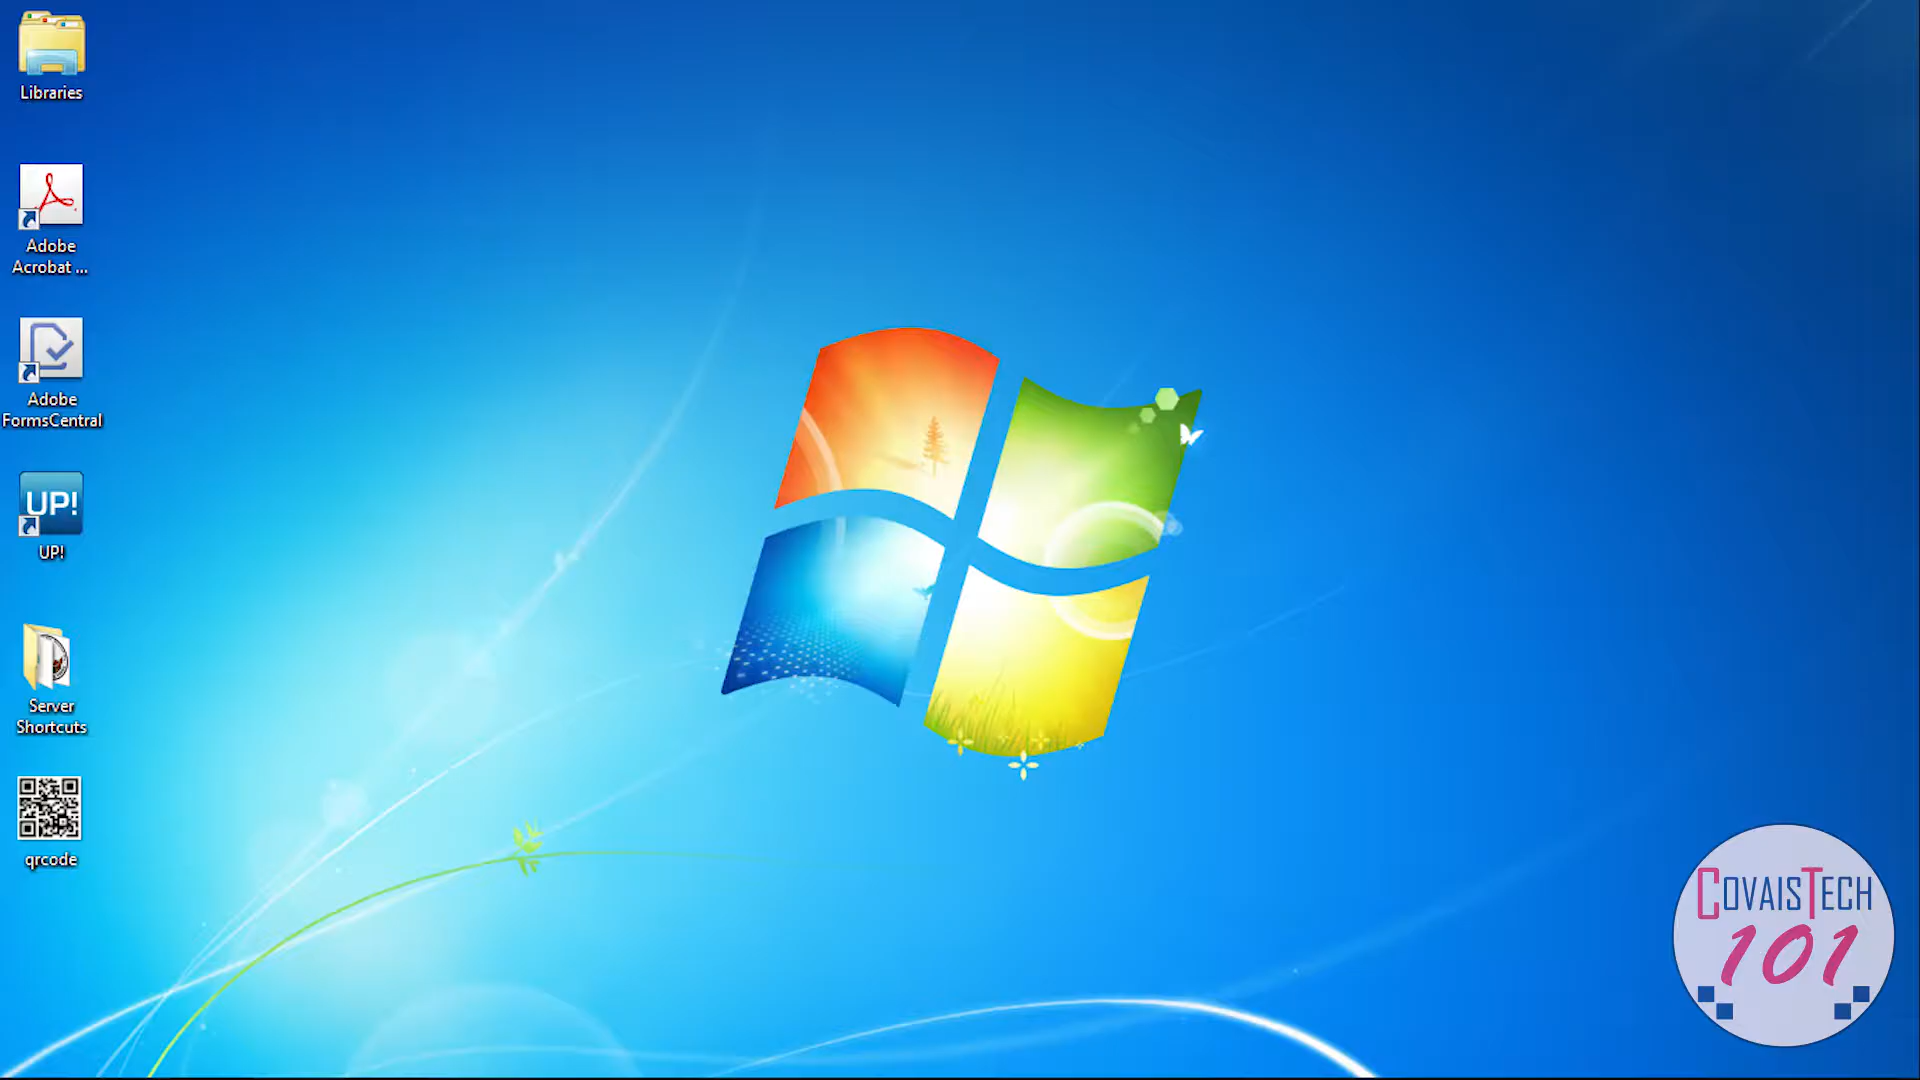 Libraries
Adobe
Acrobat ...
Adobe
FormsCentral
UP!
UP!
Server
Shortcuts
qrcode
COVAISTECH
101